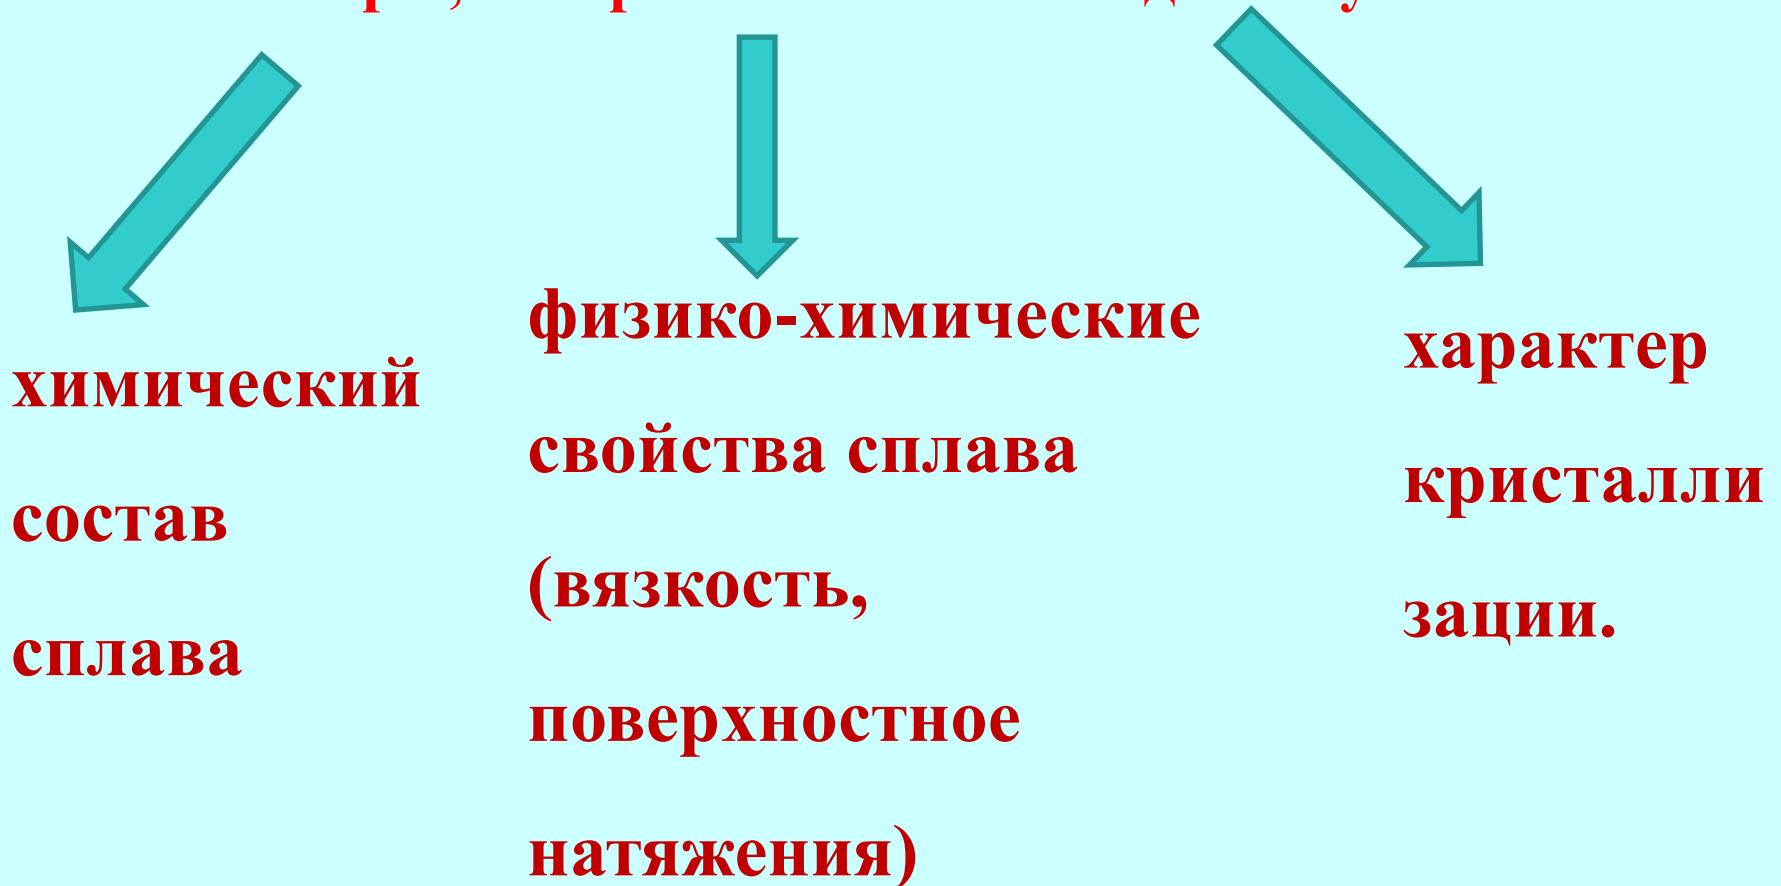 химический
состав
сплава
физико-химические
свойства сплава
(вязкость,
поверхностное
натяжения)
характер
кристалли
зации.